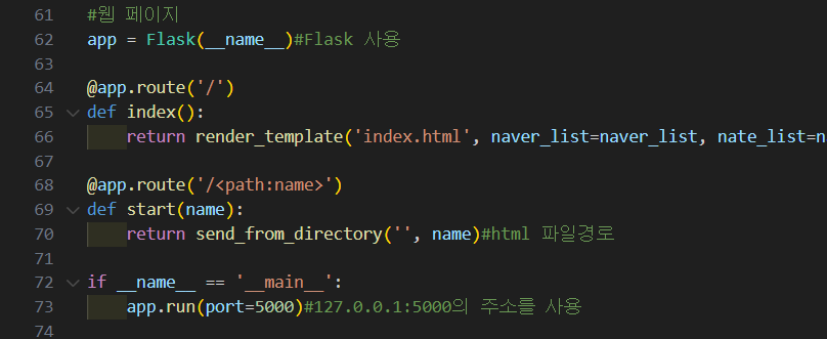 61 #웹 페이지
62 app = Flask(__name__)#Flask 사용
63
64 @app.route('/')
65 def index():
66 return render_template('index.html', naver_list=naver_list, nate_list=n
67
68 @app.route('/<path:name>')
69 def start(name):
70 return send_from_directory('', name)#html 파일경로
71
72 if __name__ == '__main__':
73 app.run(port=5000)#127.0.0.1:5000의 주소를 사용
74